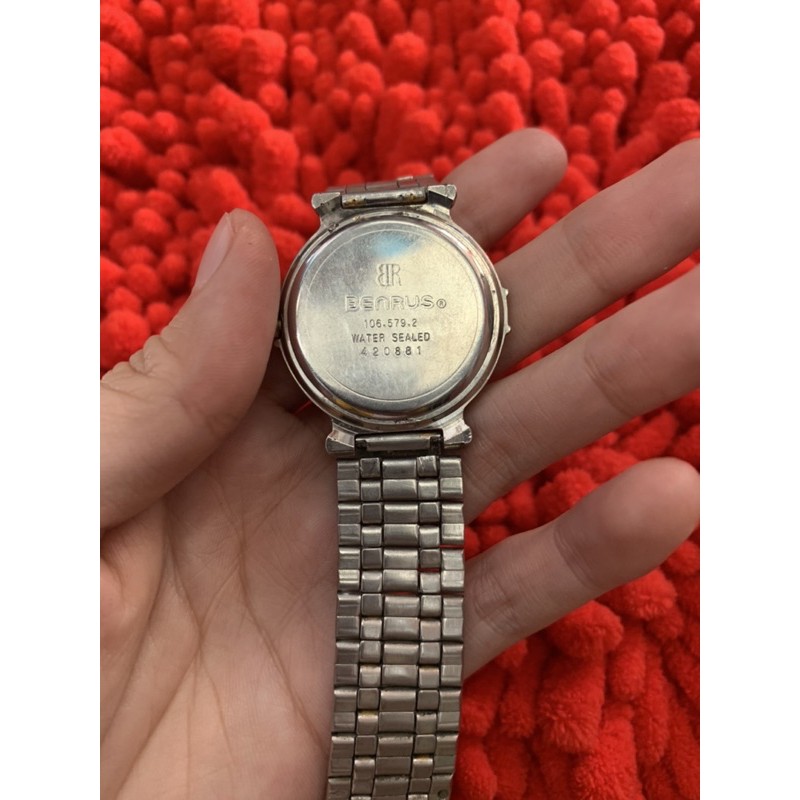 BR
BENRUS®
106.579.2
WATER SEALED
420881